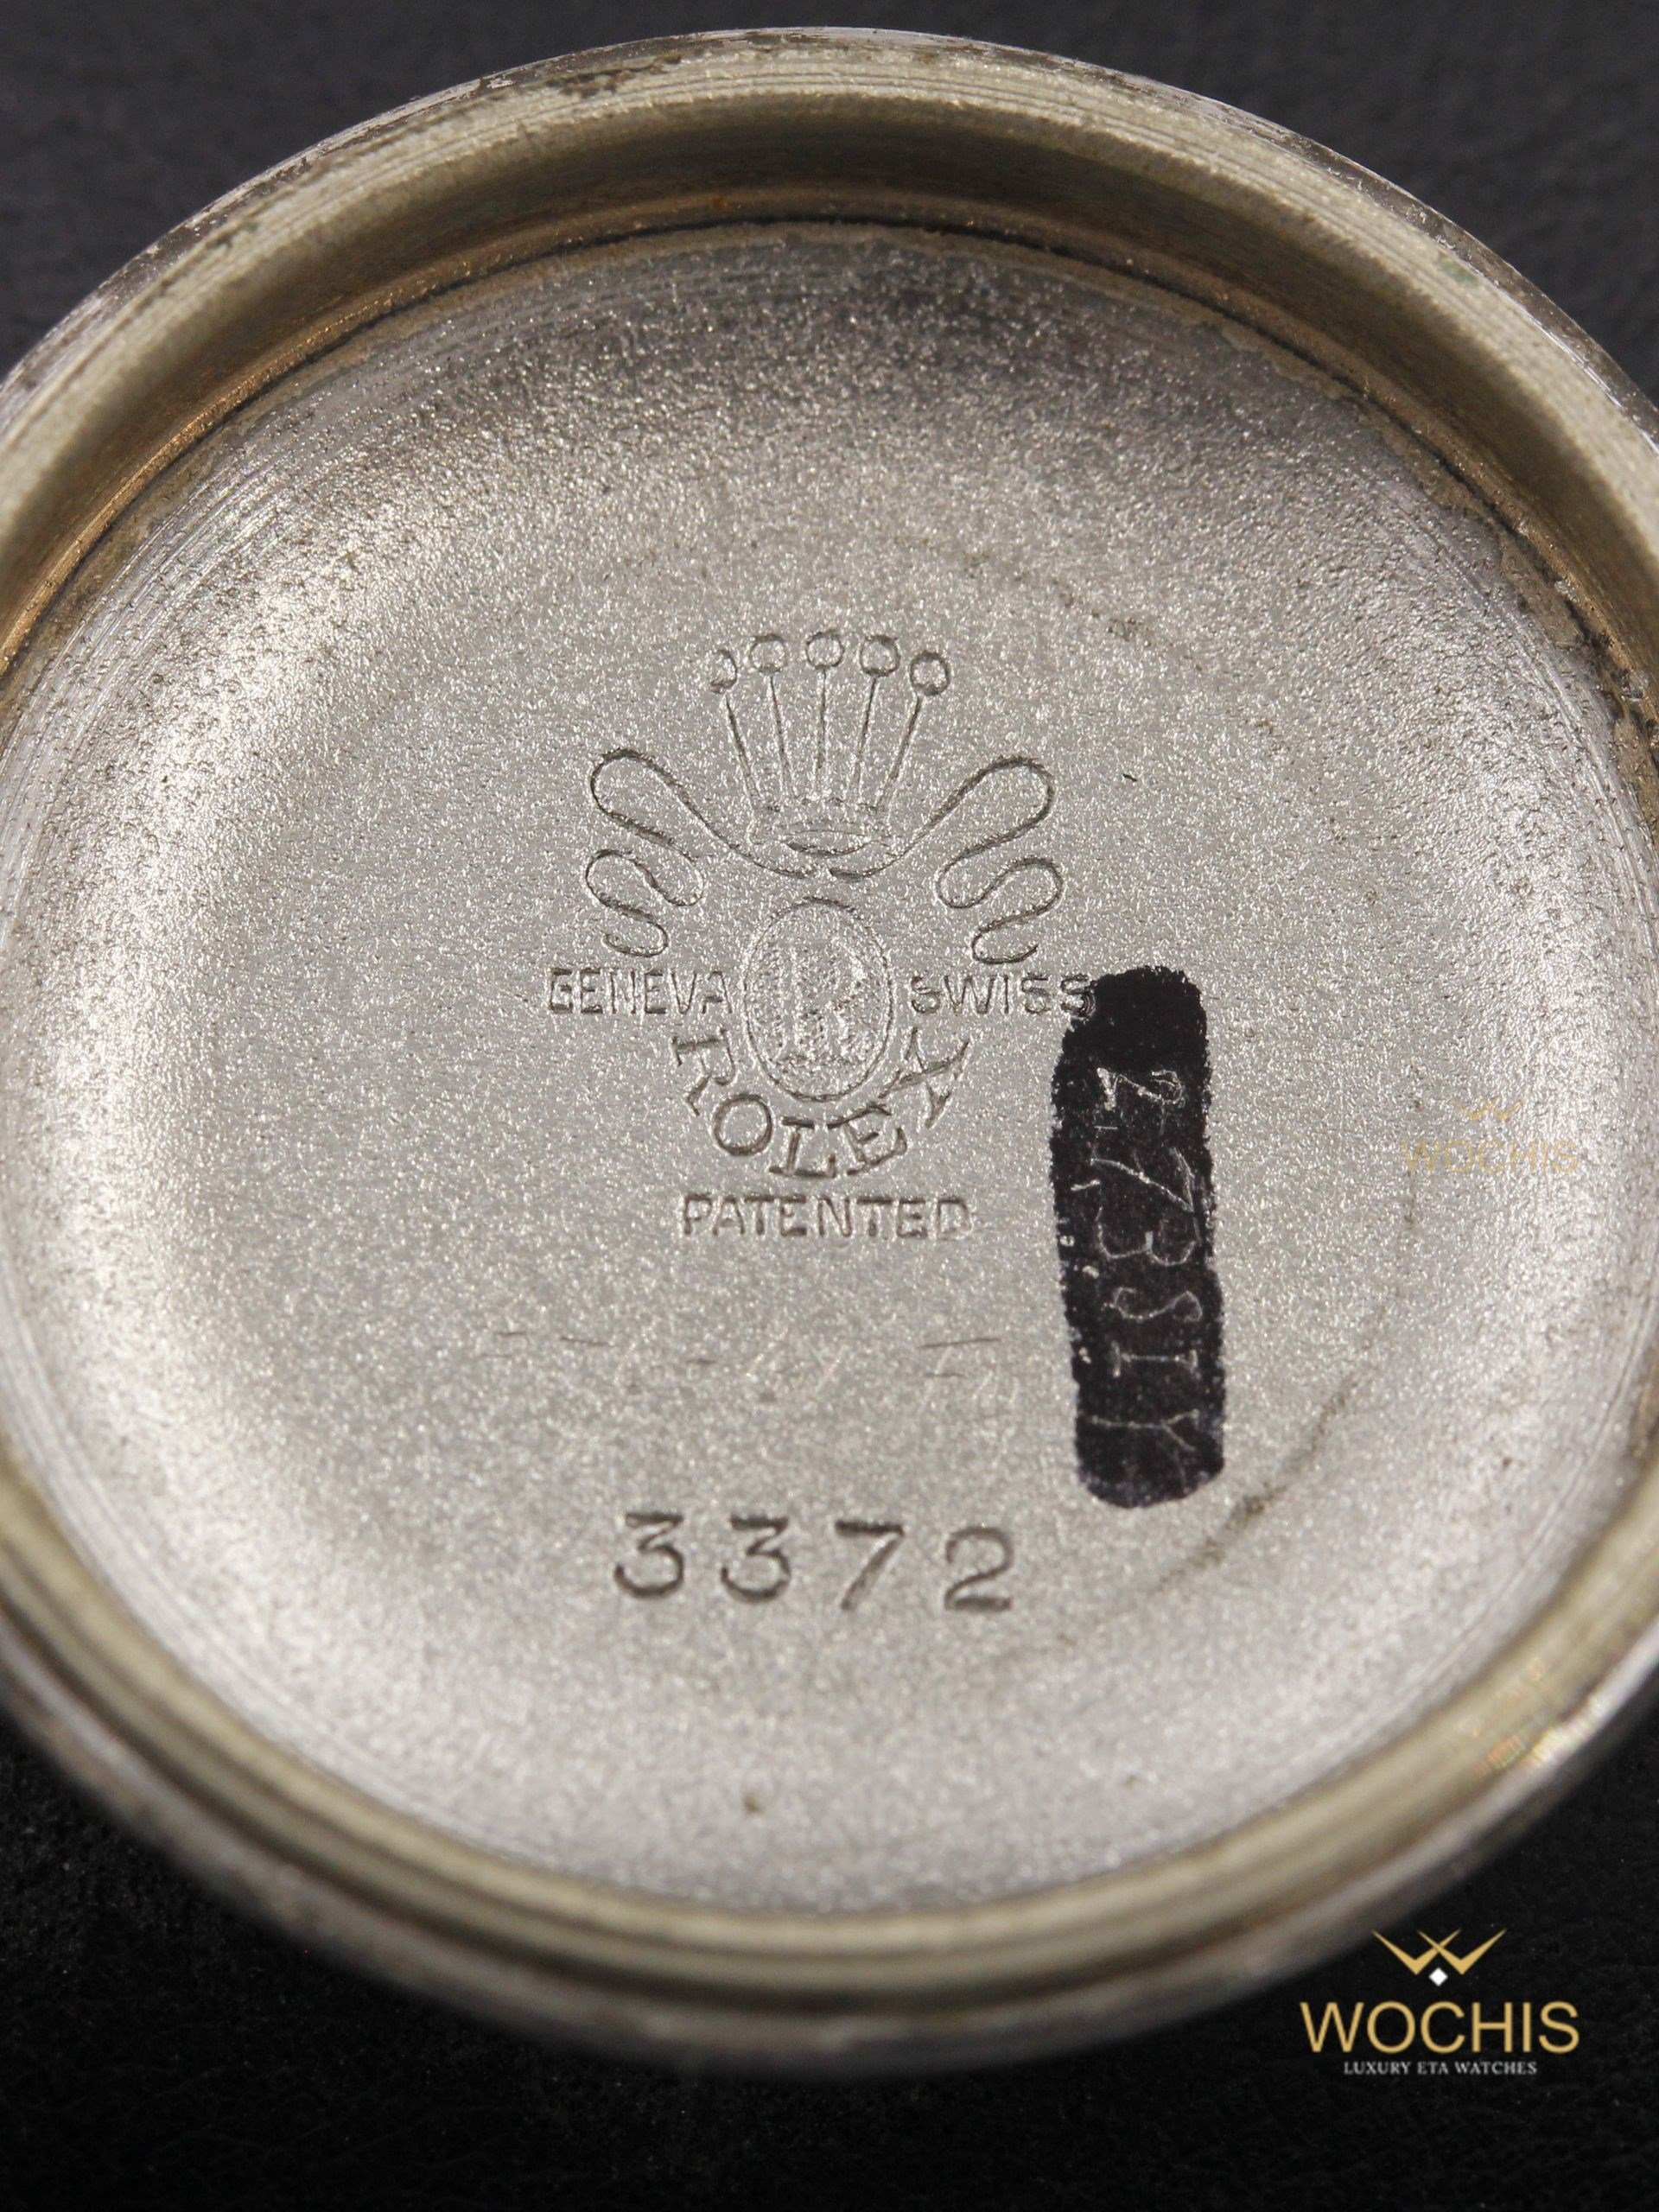 R
GENEVA SWISS
ROLEX
PATENTED
3372
WOCHIS
WOCHIS
LUXURY ETA WATCHES